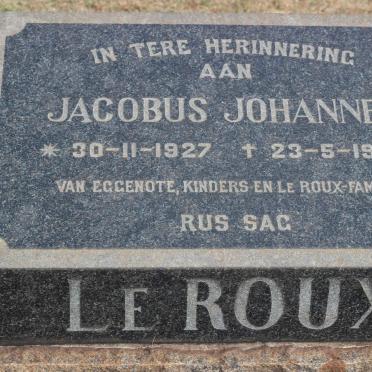 IN TERE HERINNERING
AAN
JACOBUS JOHANNE
* 30-11-1927 † 23-5-19
VAN EGGENOTE, KINDERS EN LE ROUX-FAM
RUS SAG
LE ROUX